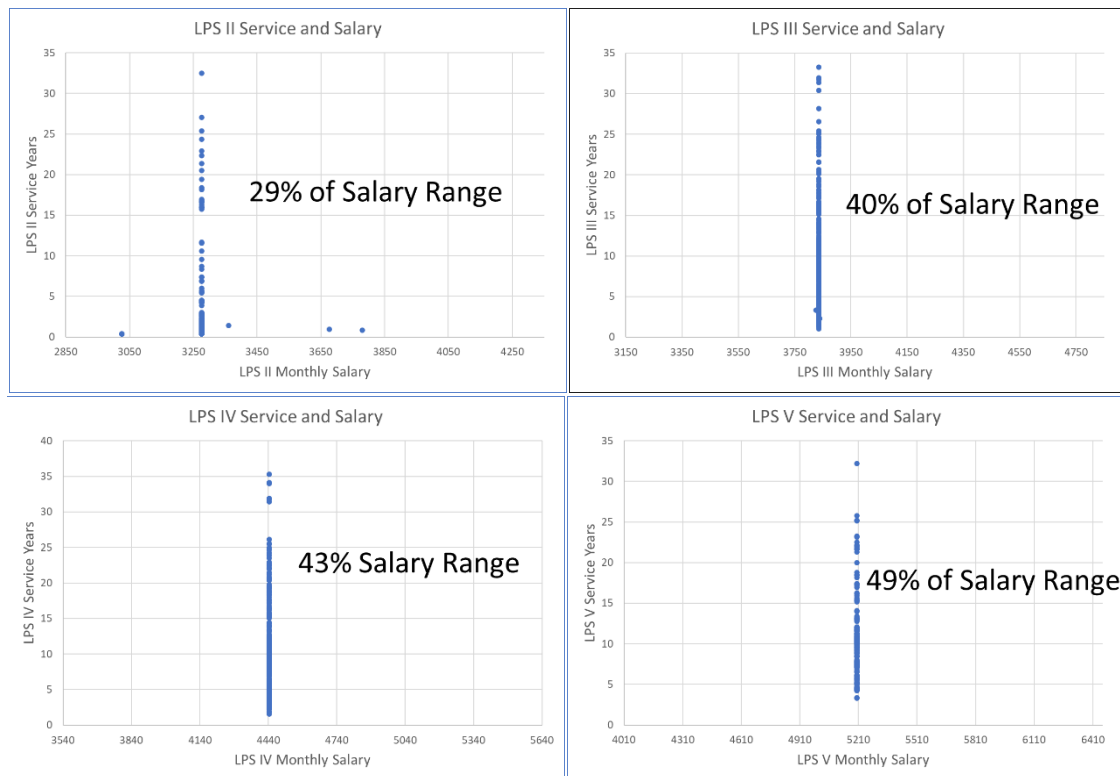 LPS II Service and Salary
35
30
25
20
15
10
5
0
LPS II Service Years
29% of Salary Range
2850 3050 3250 3450 3650 3850 4050 4250
LPS II Monthly Salary
LPS III Service and Salary
35
30
25
20
15
10
5
0
LPS III Service Years
40% of Salary Range
3150 3350 3550 3750 3950 4150 4350 4550 4750
LPS III Monthly Salary
LPS IV Service and Salary
40
35
30
25
20
15
10
5
0
LPS IV Service Years
43% Salary Range
3540 3840 4140 4440 4740 5040 5340 5640
LPS IV Monthly Salary
LPS V Service and Salary
35
30
25
20
15
10
5
0
LPS V Service Years
49% of Salary Range
4010 4310 4610 4910 5210 5510 5810 6110 6410
LPS V Monthly Salary